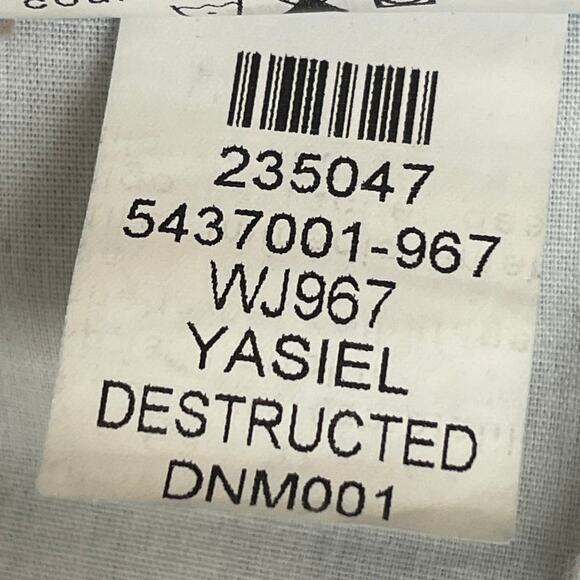 235047
5437001-967
WJ967
YASIEL
DESTRUCTED
DNM001